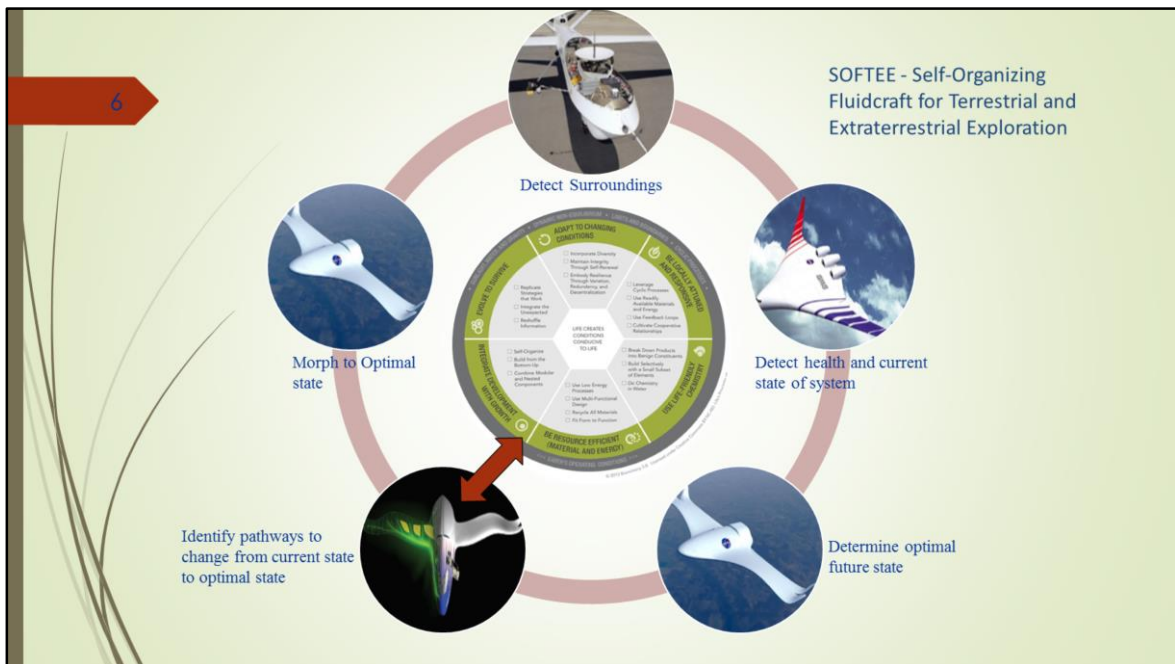 6
SOFTEE - Self-Organizing
Fluidcraft for Terrestrial and
Extraterrestrial Exploration
Detect Surroundings
Morph to Optimal
state
Detect health and current
state of system
Identify pathways to
change from current state
to optimal state
Determine optimal
future state
ADAPT TO CHANGING
CONDITIONS
Incorporate Diversity
Maintain Integrity
Through Self-Renewal
Embody Resilience
Through Variation,
Redundancy, and
Decentralization
BE LOCALLY ATTUNED
AND RESPONSIVE
Leverage
Cyclic Processes
Use Readily
Available Materials
and Energy
Use Feedback Loops
Cultivate Cooperative
Relationships
USE LIFE-FRIENDLY
CHEMISTRY
Break Down Products
into Benign Constituents
Build Selectively
with a Small Subset
of Elements
Do Chemistry
in Water
BE RESOURCE EFFICIENT
(MATERIAL AND ENERGY)
Use Low Energy
Processes
Use Multi-Functional
Design
Recycle All Materials
Fit Form to Function
INTEGRATE DEVELOPMENT
WITH GROWTH
Self-Organize
Build from the
Bottom Up
Combine Modular
and Nested
Components
EVOLVE TO SURVIVE
Replicate
Strategies
that Work
Integrate the
Unexpected
Reshuffle
Information
LIFE CREATES
CONDITIONS
CONDUCIVE
TO LIFE